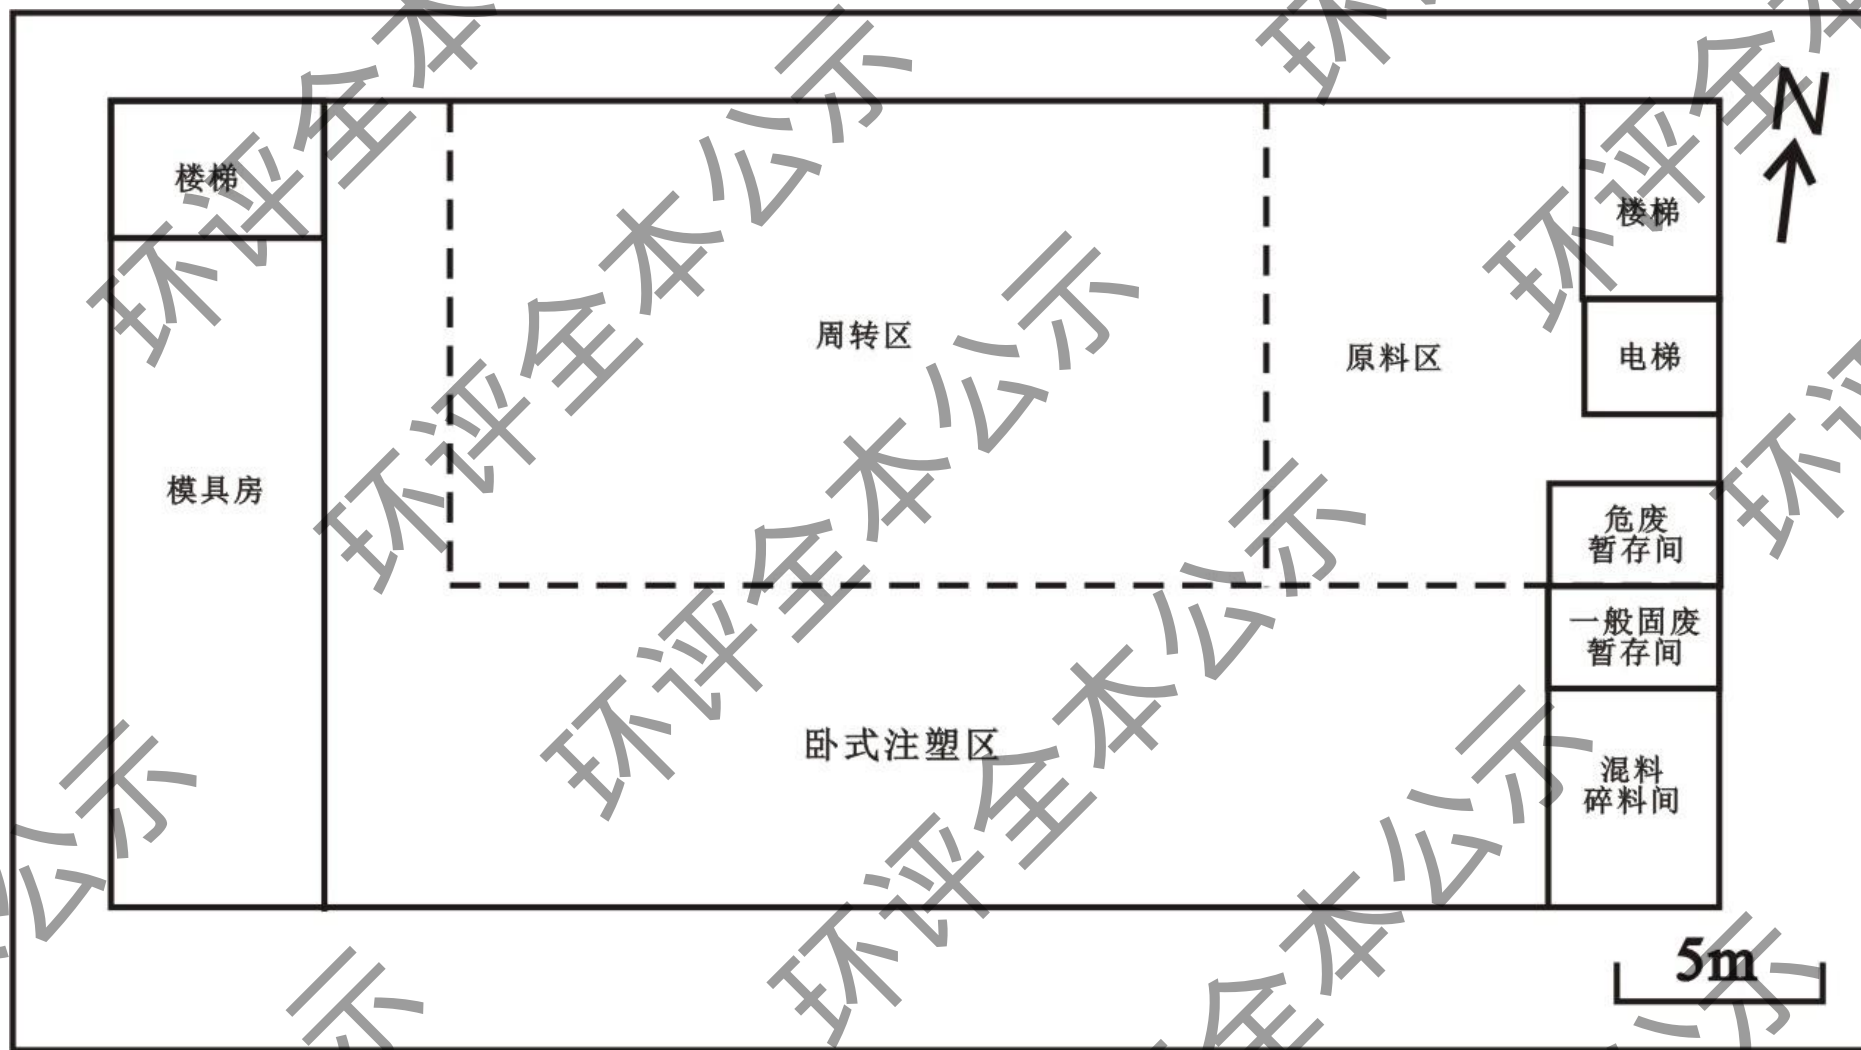 N
楼梯
楼梯
周转区
原料区
电梯
模具房
危废
暂存间
一般固废
暂存间
卧式注塑区
混料
碎料间
5m
环评全本公示